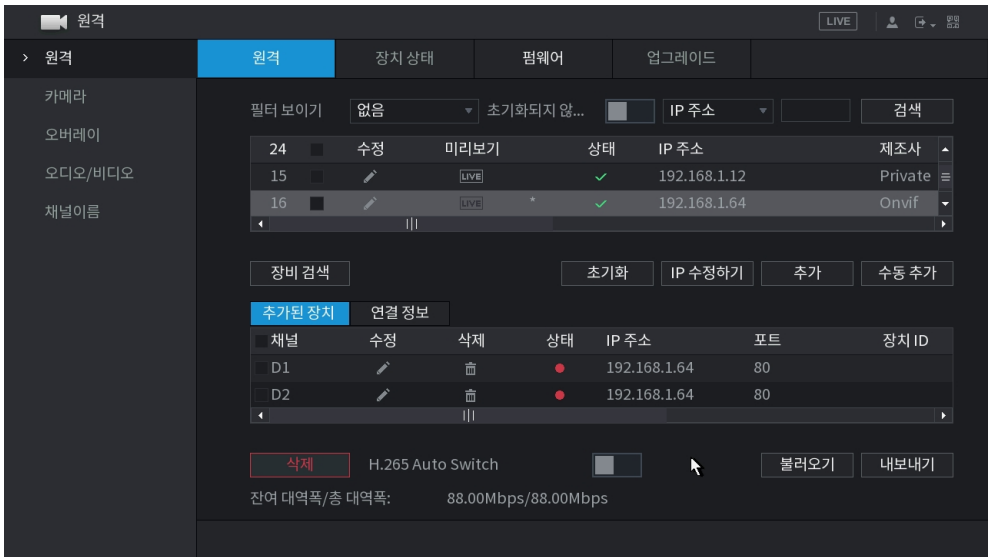 원격 LIVE
원격 원격 장치 상태 펌웨어 업그레이드
카메라
오버레이
오디오/비디오
채널이름
필터 보이기 없음 초기화되지 않... IP 주소 검색
24 수정 미리보기 상태 IP 주소 제조사
15 LIVE 192.168.1.12 Private
16 LIVE * 192.168.1.64 Onvif
장비 검색 초기화 IP 수정하기 추가 수동 추가
추가된 장치 연결 정보
채널 수정 삭제 상태 IP 주소 포트 장치 ID
D1 192.168.1.64 80
D2 192.168.1.64 80
삭제 H.265 Auto Switch 불러오기 내보내기
잔여 대역폭/총 대역폭: 88.00Mbps/88.00Mbps